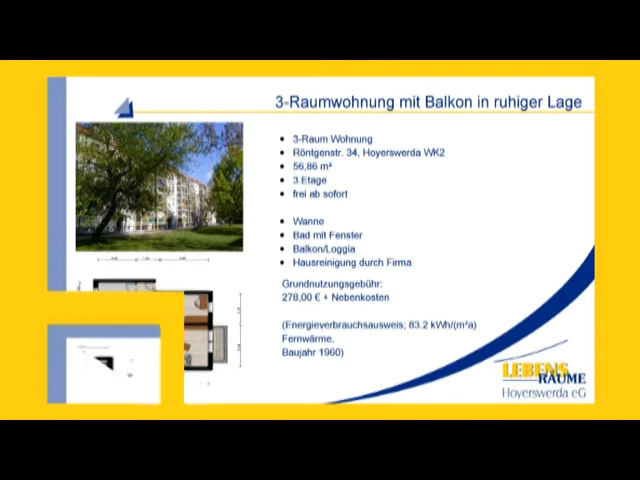 3-Raumwohnung mit Balkon in ruhiger Lage
• 3-Raum Wohnung
• Röntgenstr. 34, Hoyerswerda WK2
• 56,86 m²
• 3.Etage
• frei ab sofort
• Wanne
• Bad mit Fenster
• Balkon/Loggia
• Hausreinigung durch Firma
Grundnutzungsgebühr:
278,00 € + Nebenkosten
(Energieverbrauchsausweis; 83.2 kWh/(m²a)
Fernwärme,
Baujahr 1960)
LEBENS
RÄUME
Hoyerswerda eG